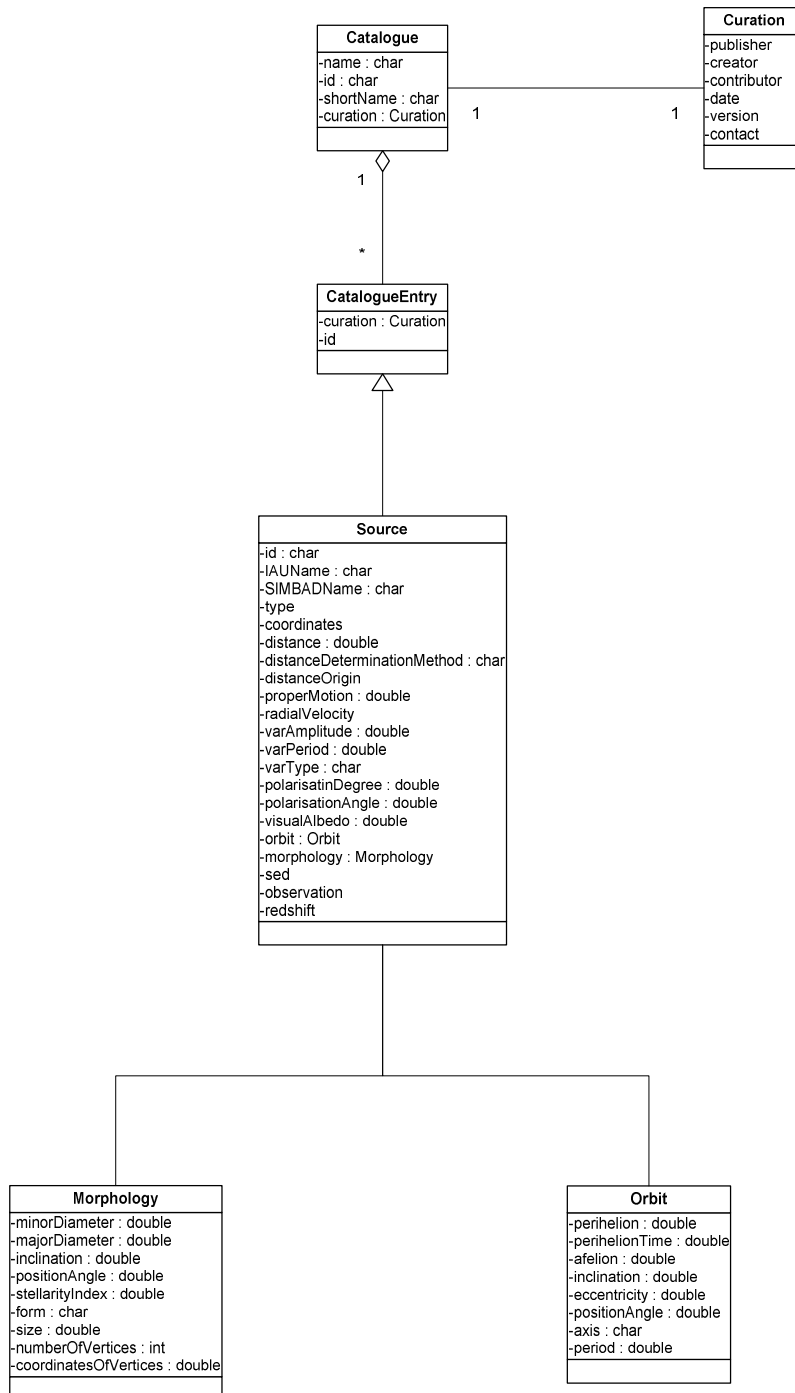 Catalogue
-name : char
-id : char
-shortName : char
-curation : Curation
Curation
-publisher
-creator
-contributor
-date
-version
-contact
1
1
1
*
CatalogueEntry
-curation : Curation
-id
Source
-id : char
-IAUName : char
-SIMBADName : char
-type
-coordinates
-distance : double
-distanceDeterminationMethod : char
-distanceOrigin
-properMotion : double
-radialVelocity
-varAmplitude : double
-varPeriod : double
-varType : char
-polarisatinDegree : double
-polarisationAngle : double
-visualAlbedo : double
-orbit : Orbit
-morphology : Morphology
-sed
-observation
-redshift
Morphology
-minorDiameter : double
-majorDiameter : double
-inclination : double
-positionAngle : double
-stellarityIndex : double
-form : char
-size : double
-numberOfVertices : int
-coordinatesOfVertices : double
Orbit
-perihelion : double
-perihelionTime : double
-afelion : double
-inclination : double
-eccentricity : double
-positionAngle : double
-axis : char
-period : double